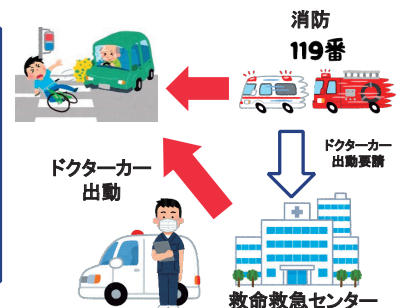 消防
119番
ドクターカー
出動要請
ドクターカー
出動
救命救急センター